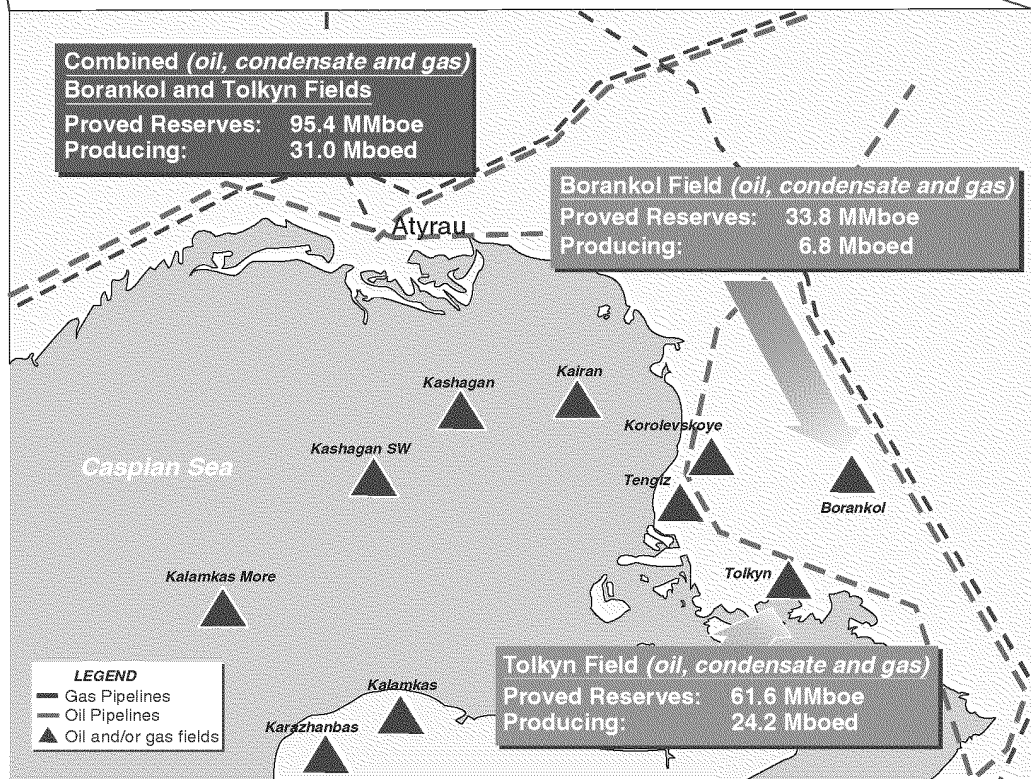 Combined (oil, condensate and gas)
Borankol and Tolkyn Fields
Proved Reserves: 95.4 MMboe
Producing: 31.0 Mboed
Borankol Field (oil, condensate and gas)
Proved Reserves: 33.8 MMboe
Producing: 6.8 Mboed
Atyrau
Kairan
Kashagan
Korolevskoye
Kashagan SW
Caspian Sea
Tengiz
Borankol
Tolkyn
Kalamkas More
Tolkyn Field (oil, condensate and gas)
Proved Reserves: 61.6 MMboe
Producing: 24.2 Mboed
LEGEND
Gas Pipelines
Oil Pipelines
Oil and/or gas fields
Kalamkas
Karazhanbas